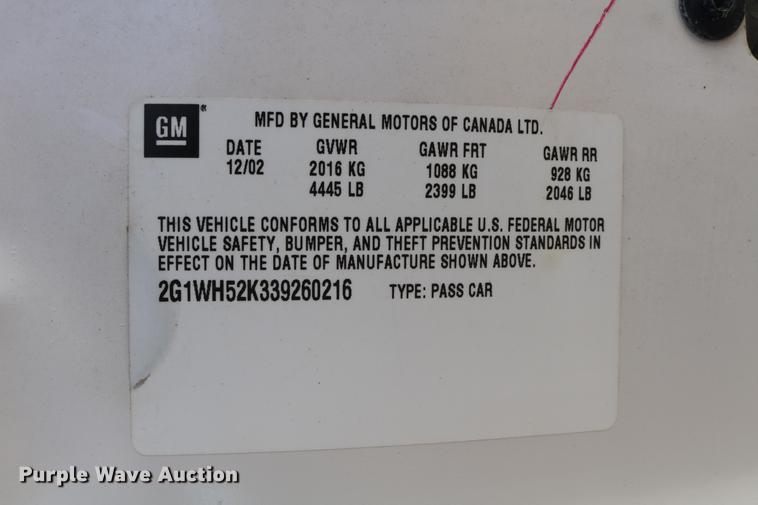 GM
MFD BY GENERAL MOTORS OF CANADA LTD.
DATE GVWR GAWR FRT GAWR RR
12/02 2016 KG 1088 KG 928 KG
4445 LB 2399 LB 2046 LB
THIS VEHICLE CONFORMS TO ALL APPLICABLE U.S. FEDERAL MOTOR
VEHICLE SAFETY, BUMPER, AND THEFT PREVENTION STANDARDS IN
EFFECT ON THE DATE OF MANUFACTURE SHOWN ABOVE.
2G1WH52K339260216 TYPE: PASS CAR
Purple Wave Auction